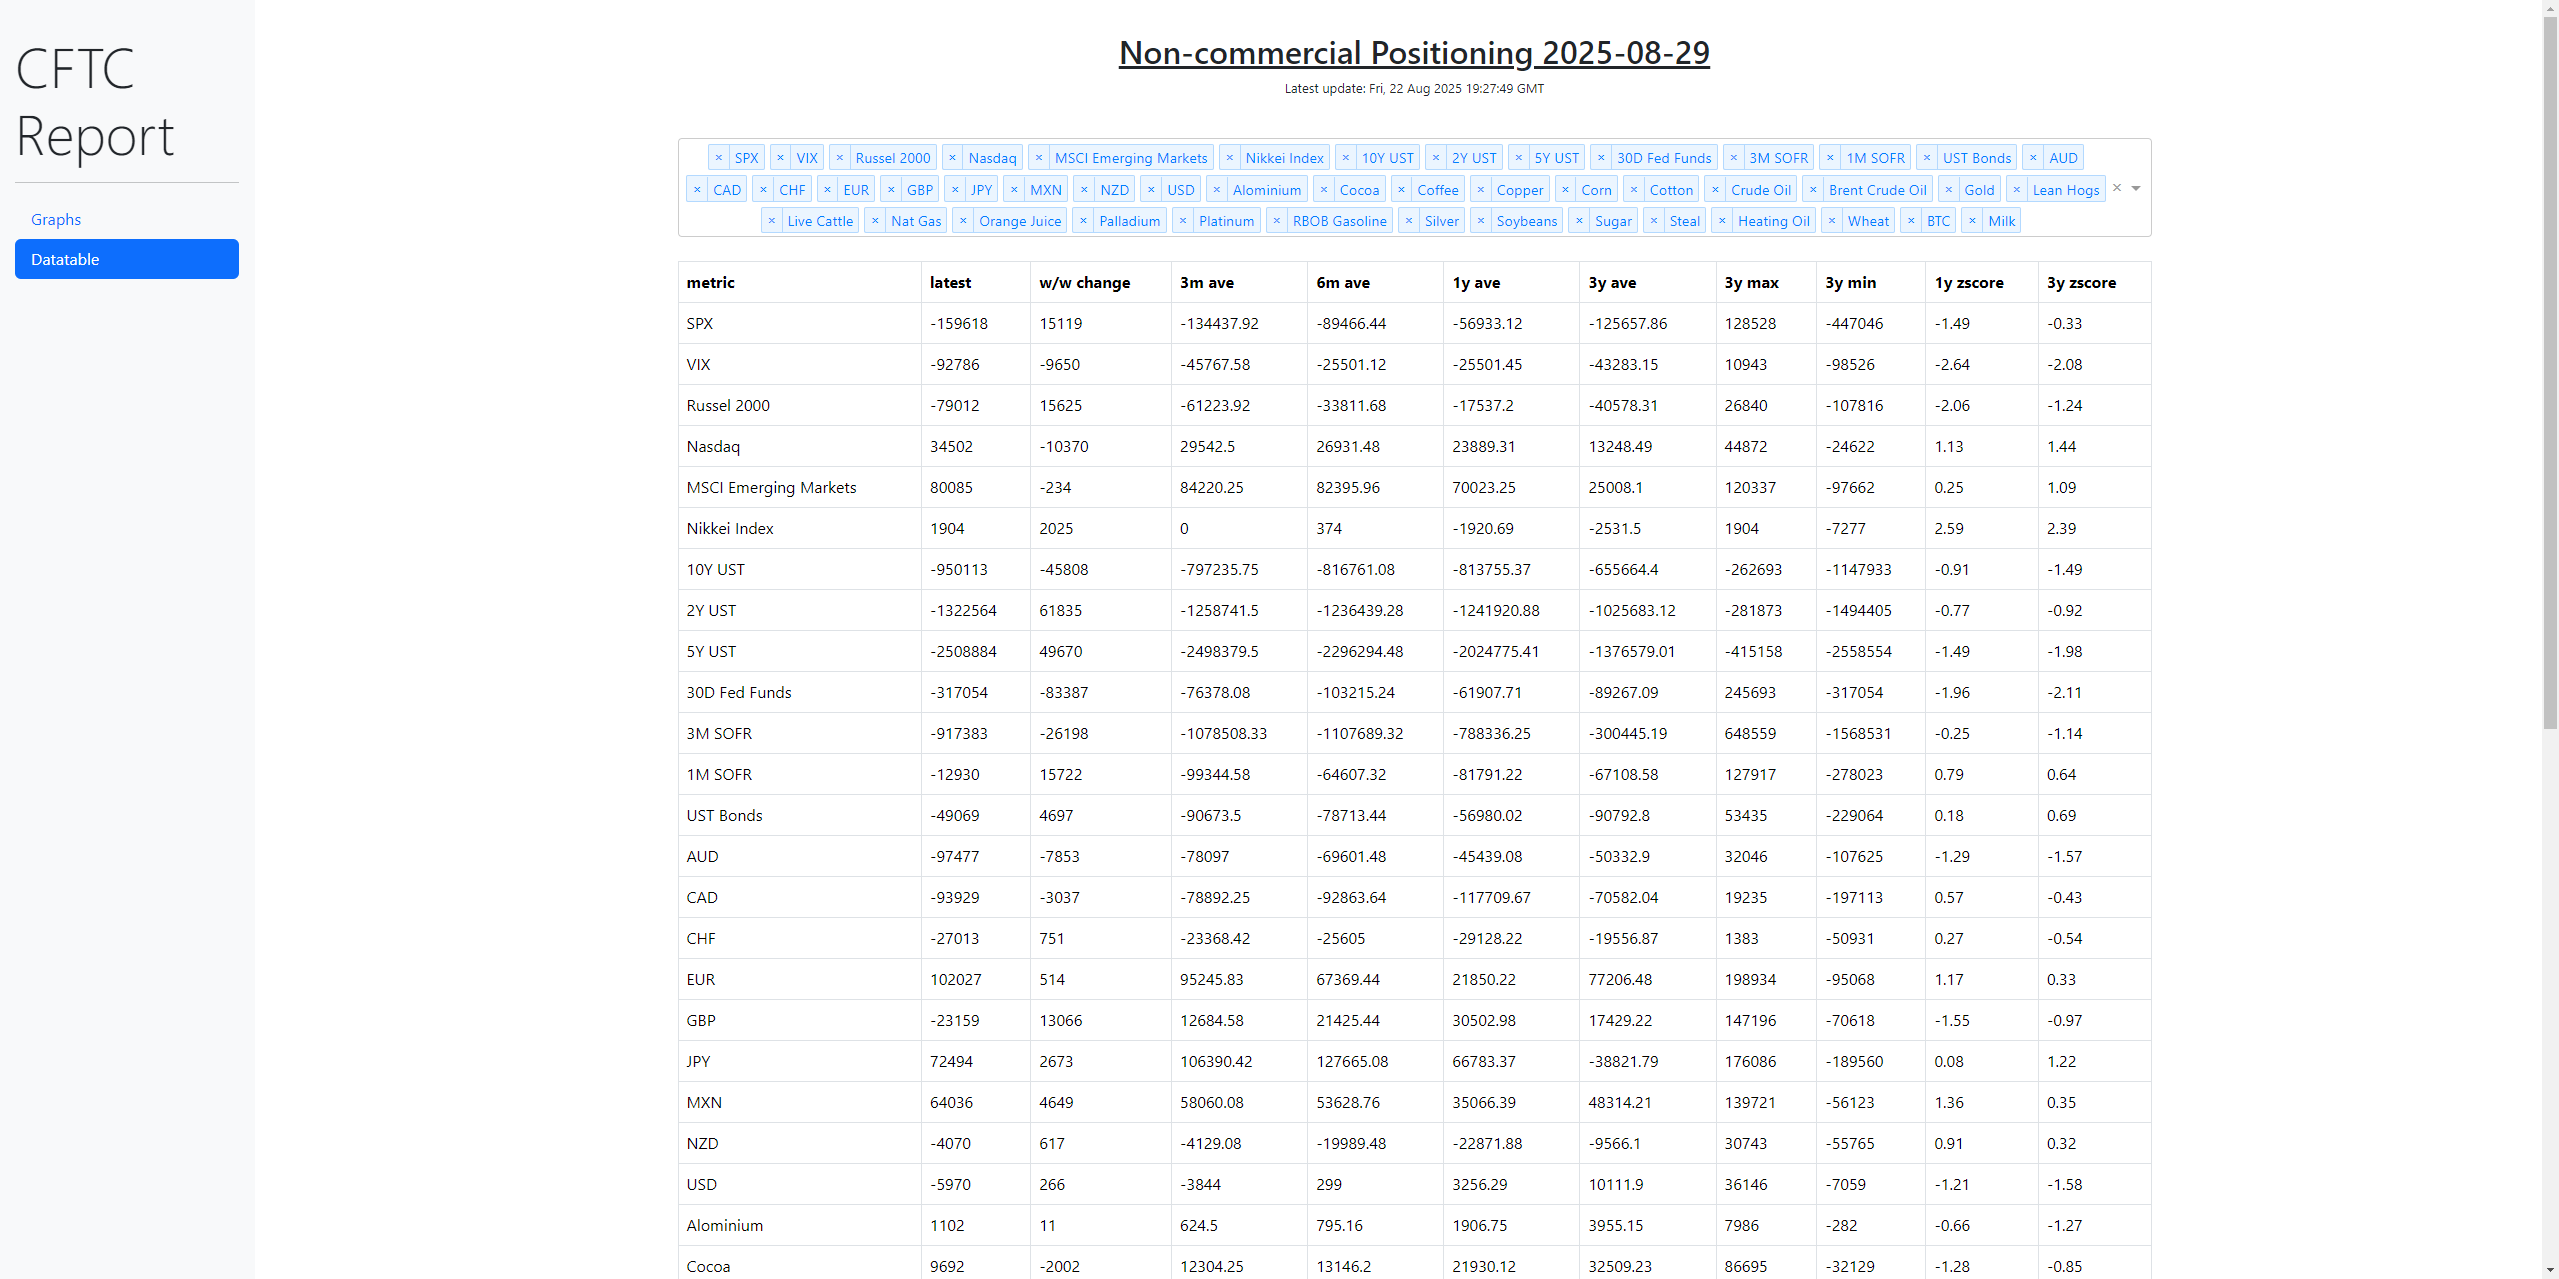 CFTC
Report
Graphs
Datatable
Non-commercial Positioning 2025-08-29
Latest update: Fri, 22 Aug 2025 19:27:49 GMT
× SPX × VIX × Russel 2000 × Nasdaq × MSCI Emerging Markets × Nikkei Index × 10Y UST × 2Y UST × 5Y UST × 30D Fed Funds × 3M SOFR × 1M SOFR × UST Bonds × AUD
× CAD × CHF × EUR × GBP × JPY × MXN × NZD × USD × Alominium × Cocoa × Coffee × Copper × Corn × Cotton × Crude Oil × Brent Crude Oil × Gold × Lean Hogs ×
× Live Cattle × Nat Gas × Orange Juice × Palladium × Platinum × RBOB Gasoline × Silver × Soybeans × Sugar × Steal × Heating Oil × Wheat × BTC × Milk
metric latest w/w change 3m ave 6m ave 1y ave 3y ave 3y max 3y min 1y zscore 3y zscore
SPX -159618 15119 -134437.92 -89466.44 -56933.12 -125657.86 128528 -447046 -1.49 -0.33
VIX -92786 -9650 -45767.58 -25501.12 -25501.45 -43283.15 10943 -98526 -2.64 -2.08
Russel 2000 -79012 15625 -61223.92 -33811.68 -17537.2 -40578.31 26840 -107816 -2.06 -1.24
Nasdaq 34502 -10370 29542.5 26931.48 23889.31 13248.49 44872 -24622 1.13 1.44
MSCI Emerging Markets 80085 -234 84220.25 82395.96 70023.25 25008.1 120337 -97662 0.25 1.09
Nikkei Index 1904 2025 0 374 -1920.69 -2531.5 1904 -7277 2.59 2.39
10Y UST -950113 -45808 -797235.75 -816761.08 -813755.37 -655664.4 -262693 -1147933 -0.91 -1.49
2Y UST -1322564 61835 -1258741.5 -1236439.28 -1241920.88 -1025683.12 -281873 -1494405 -0.77 -0.92
5Y UST -2508884 49670 -2498379.5 -2296294.48 -2024775.41 -1376579.01 -415158 -2558554 -1.49 -1.98
30D Fed Funds -317054 -83387 -76378.08 -103215.24 -61907.71 -89267.09 245693 -317054 -1.96 -2.11
3M SOFR -917383 -26198 -1078508.33 -1107689.32 -788336.25 -300445.19 648559 -1568531 -0.25 -1.14
1M SOFR -12930 15722 -99344.58 -64607.32 -81791.22 -67108.58 127917 -278023 0.79 0.64
UST Bonds -49069 4697 -90673.5 -78713.44 -56980.02 -90792.8 53435 -229064 0.18 0.69
AUD -97477 -7853 -78097 -69601.48 -45439.08 -50332.9 32046 -107625 -1.29 -1.57
CAD -93929 -3037 -78892.25 -92863.64 -117709.67 -70582.04 19235 -197113 0.57 -0.43
CHF -27013 751 -23368.42 -25605 -29128.22 -19556.87 1383 -50931 0.27 -0.54
EUR 102027 514 95245.83 67369.44 21850.22 77206.48 198934 -95068 1.17 0.33
GBP -23159 13066 12684.58 21425.44 30502.98 17429.22 147196 -70618 -1.55 -0.97
JPY 72494 2673 106390.42 127665.08 66783.37 -38821.79 176086 -189560 0.08 1.22
MXN 64036 4649 58060.08 53628.76 35066.39 48314.21 139721 -56123 1.36 0.35
NZD -4070 617 -4129.08 -19989.48 -22871.88 -9566.1 30743 -55765 0.91 0.32
USD -5970 266 -3844 299 3256.29 10111.9 36146 -7059 -1.21 -1.58
Alominium 1102 11 624.5 795.16 1906.75 3955.15 7986 -282 -0.66 -1.27
Cocoa 9692 -2002 12304.25 13146.2 21930.12 32509.23 86695 -32129 -1.28 -0.85